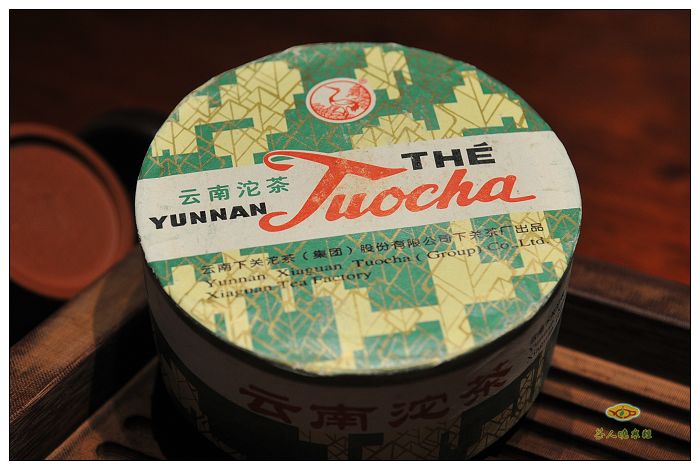 THÉ
云南沱茶
YUNNAN Tuocha
云南下关沱茶（集团）股份有限公司下关茶厂出品
Yunnan Xiaguan Tuocha (Group) Co., Ltd.
Xiaguan Tea Factory
云南沱茶